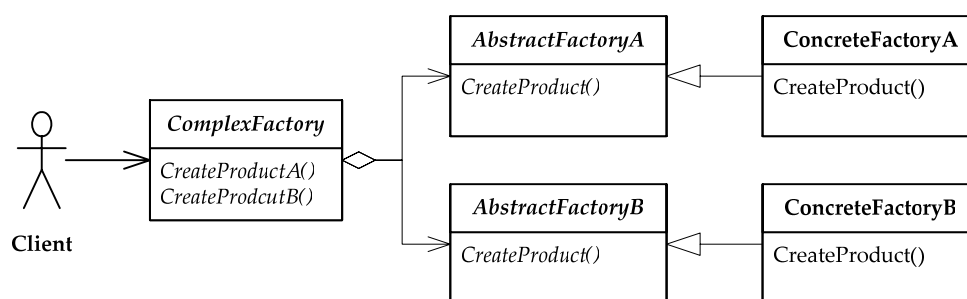 AbstractFactoryA
CreateProduct()
ConcreteFactoryA
CreateProduct()
ComplexFactory
CreateProductA()
CreateProdcutB()
Client
AbstractFactoryB
CreateProduct()
ConcreteFactoryB
CreateProduct()